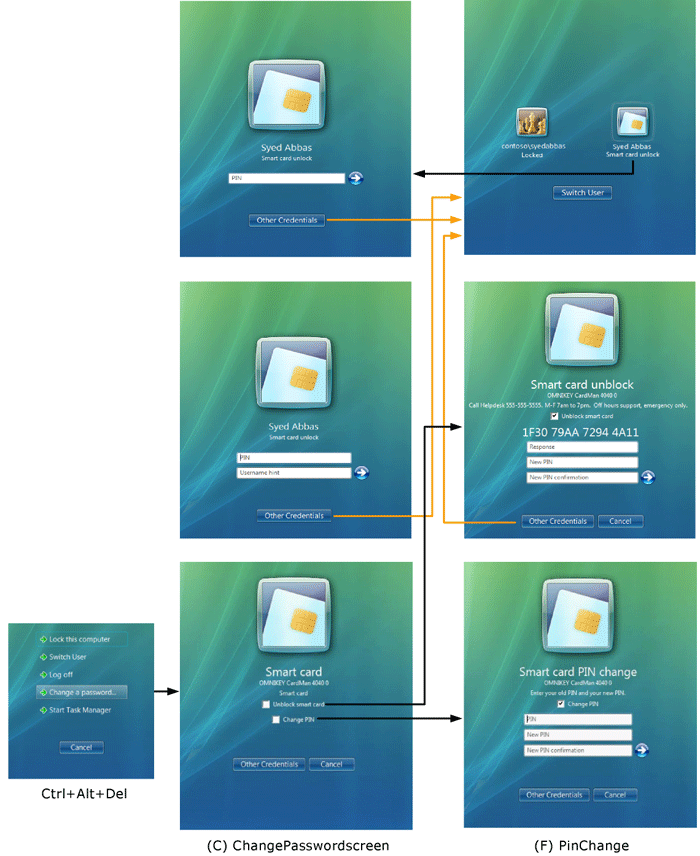 Syed Abbas
Smart card unlock
PIN
Other Credentials
contoso\syedabbas
Locked
Syed Abbas
Smart card unlock
Switch User
Syed Abbas
Smart card unlock
PIN
Username hint
Other Credentials
Smart card unblock
OMNIKEY CardMan 4040 0
Call Helpdesk 555-555-5555. M-F 7am to 7pm. Off hours support, emergency only.
Unblock smart card
1F30 79AA 7294 4A11
Response
New PIN
New PIN confirmation
Other Credentials
Cancel
Lock this computer
Switch User
Log off
Change a password...
Start Task Manager
Cancel
Ctrl+Alt+Del
Smart card
OMNIKEY CardMan 4040 0
Smart card
Unblock smart card
Change PIN
Other Credentials
Cancel
(C) ChangePasswordscreen
Smart card PIN change
OMNIKEY CardMan 4040 0
Enter your old PIN and your new PIN.
Change PIN
PIN
New PIN
New PIN confirmation
Other Credentials
Cancel
(F) PinChange